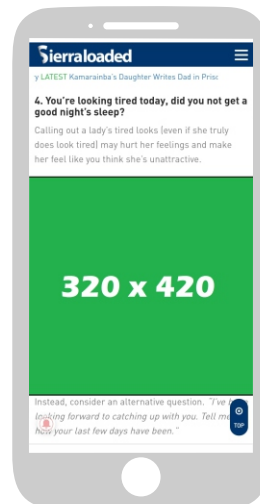 Sierraloaded
y LATEST Kamarainba's Daughter Writes Dad in Prisc
4. You're looking tired today, did you not get a
good night's sleep?
Calling out a lady's tired looks (even if she truly
does look tired) may hurt her feelings and make
her feel like you think she's unattractive.
320 x 420
Instead, consider an alternative question. "I've b
looking forward to catching up with you. Tell me
how your last few days have been."
TOP